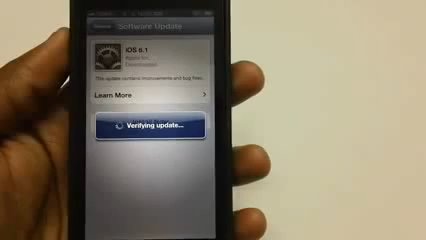 Software Update
iOS 6.1
Apple Inc.
Downloaded
This update contains improvements and bug fixes.
Learn More
Verifying update...